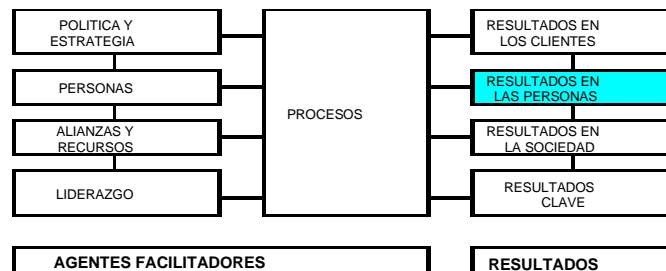 POLITICA Y
ESTRATEGIA
PERSONAS
ALIANZAS Y
RECURSOS
LIDERAZGO
PROCESOS
RESULTADOS EN
LOS CLIENTES
RESULTADOS EN
LAS PERSONAS
RESULTADOS EN
LA SOCIEDAD
RESULTADOS
CLAVE
AGENTES FACILITADORES
RESULTADOS